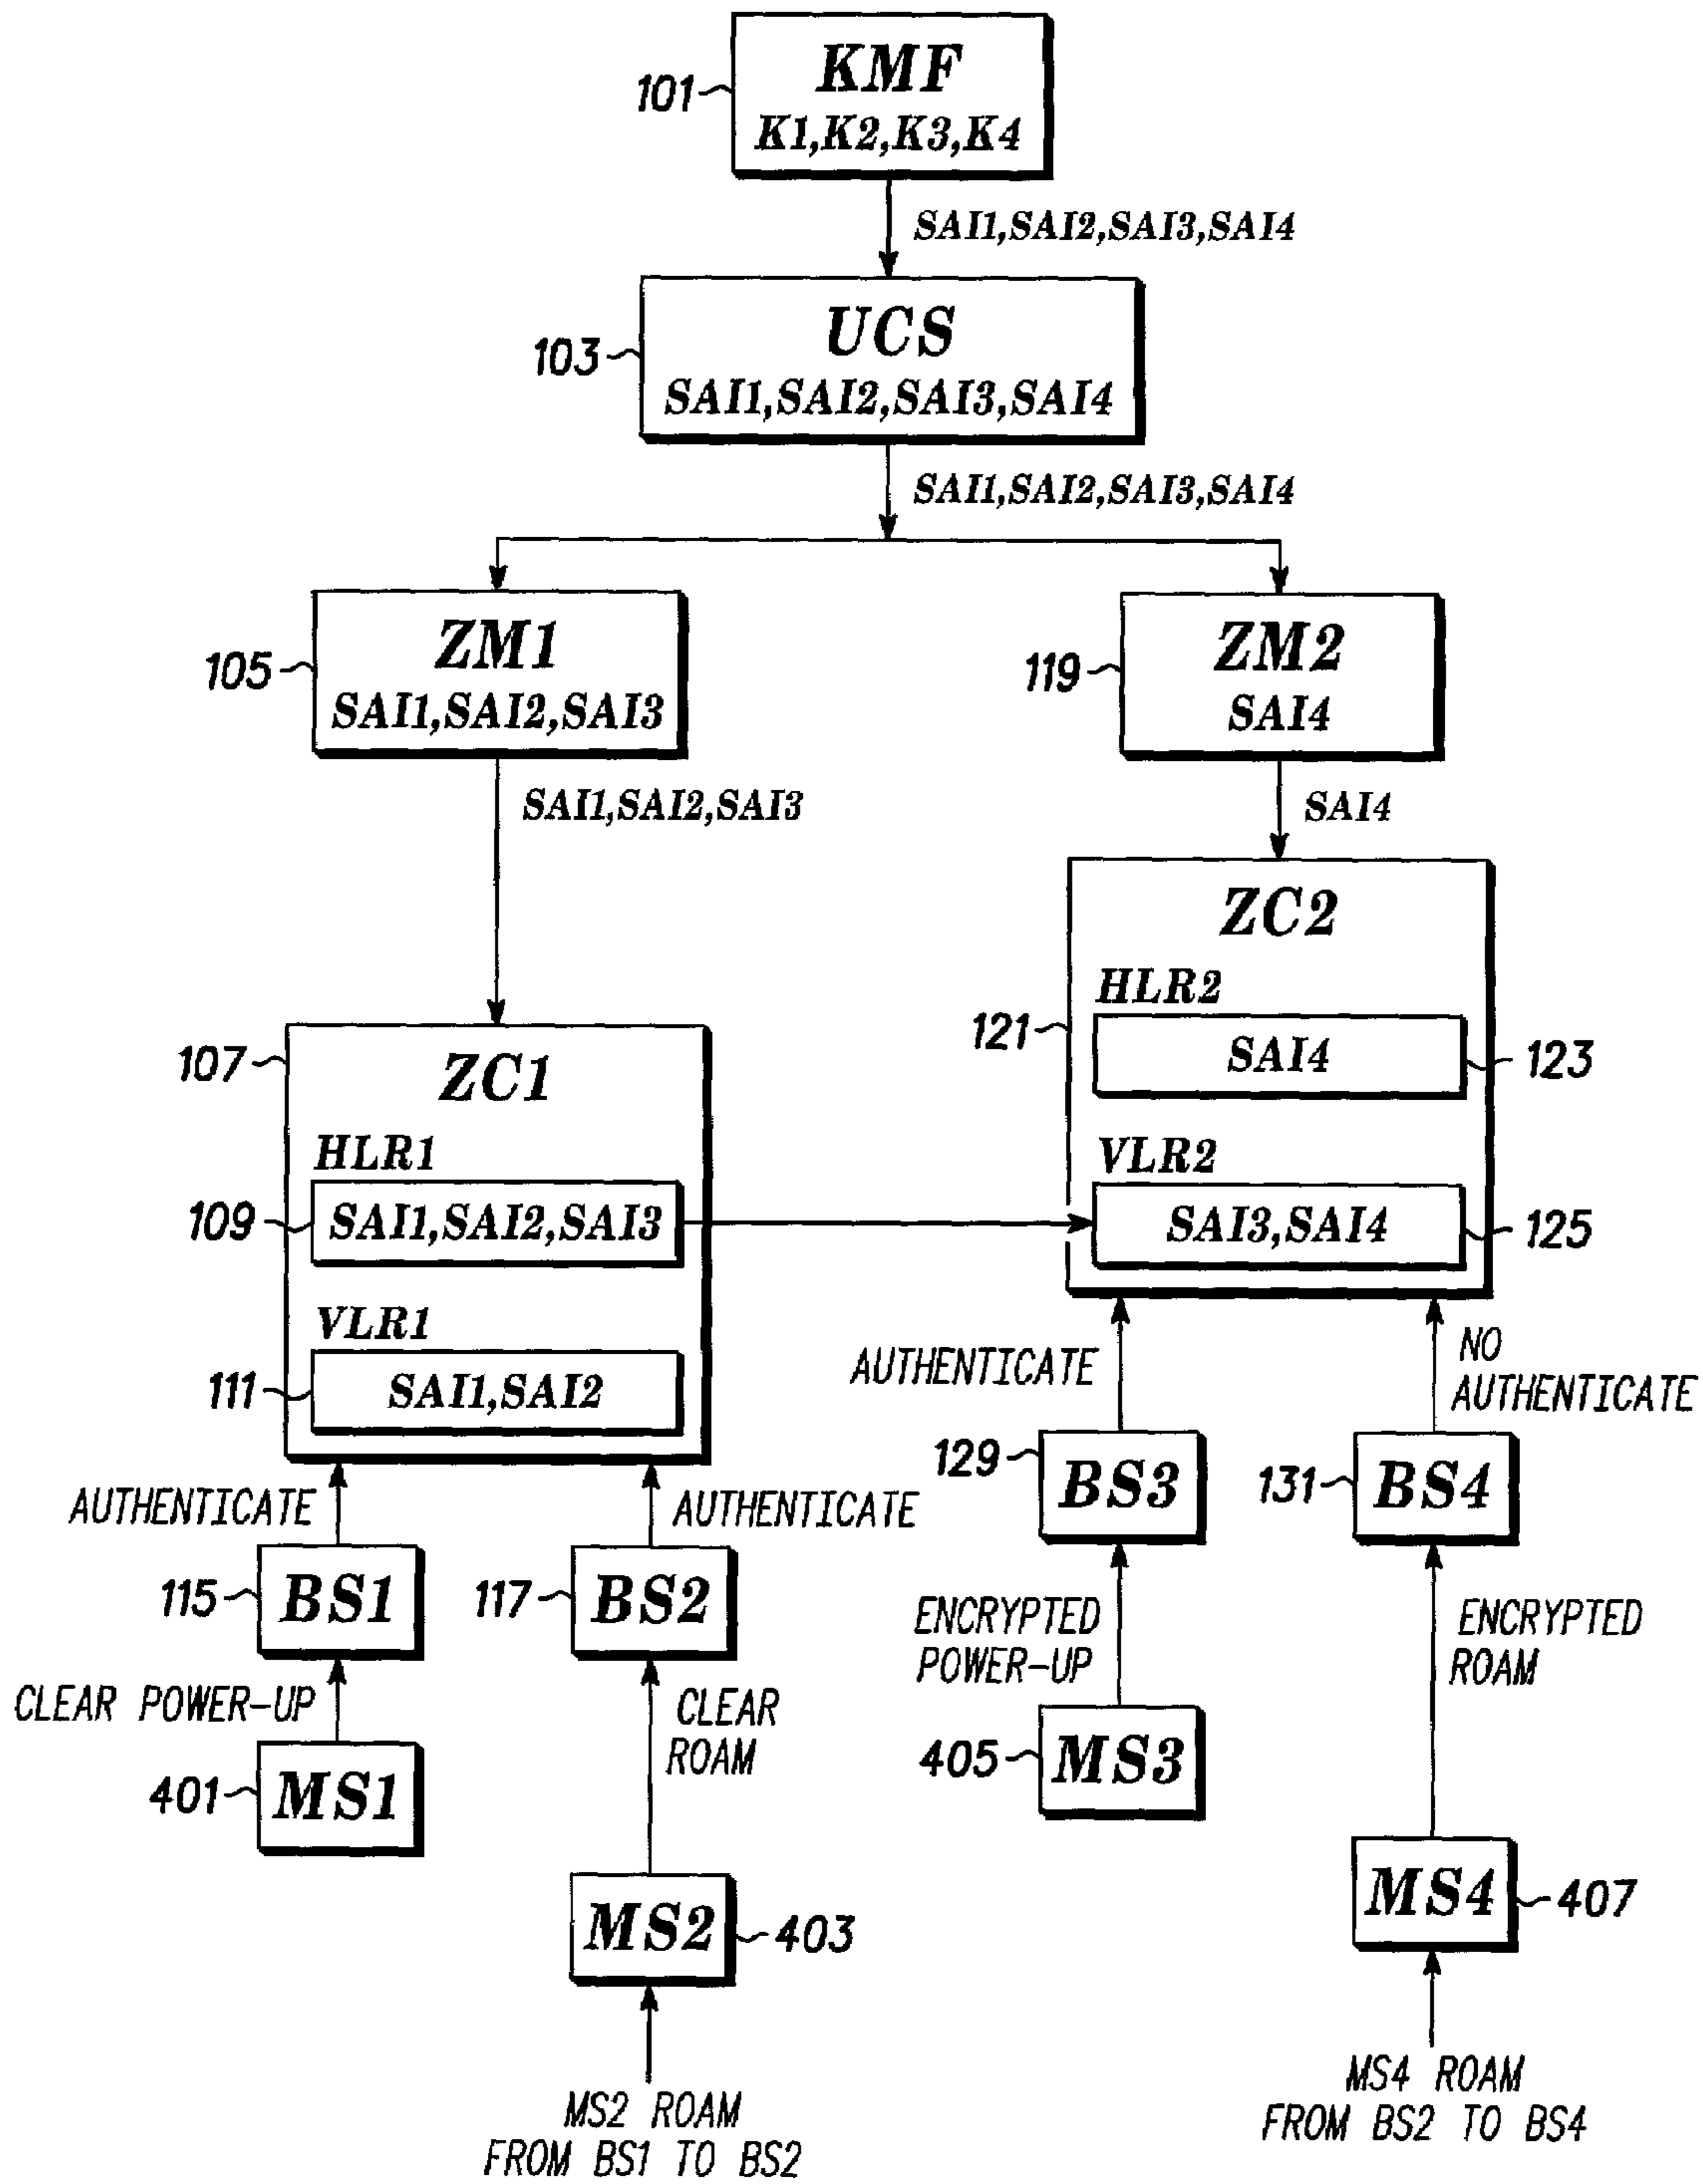 KMF
101
K1,K2,K3,K4
SAI1,SAI2,SAI3,SAI4
UCS
103
SAI1,SAI2,SAI3,SAI4
SAI1,SAI2,SAI3,SAI4
ZM1
105
SAI1,SAI2,SAI3
ZM2
119
SAI4
SAI1,SAI2,SAI3
SAI4
ZC2
HLR2
121
SAI4
123
VLR2
SAI3,SAI4
125
107
ZC1
HLR1
109
SAI1,SAI2,SAI3
VLR1
111
SAI1,SAI2
AUTHENTICATE
NO
AUTHENTICATE
129
BS3
131
BS4
AUTHENTICATE
AUTHENTICATE
115
BS1
117
BS2
ENCRYPTED
POWER-UP
ENCRYPTED
ROAM
CLEAR POWER-UP
CLEAR
ROAM
401
MS1
405
MS3
MS2
403
MS4
407
MS2 ROAM
FROM BS1 TO BS2
MS4 ROAM
FROM BS2 TO BS4